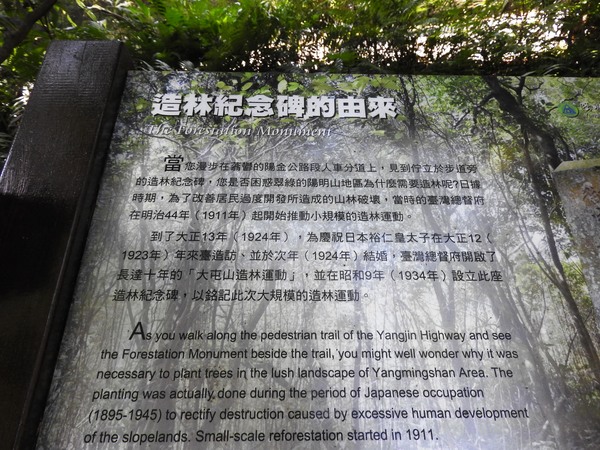 造林紀念碑的由來
The Forestation Monument
當您漫步在蓊鬱的陽金公路段人車分道上，見到佇立於步道旁
的造林紀念碑，您是否困惑翠綠的陽明山地區為什麼需要造林呢?日據
時期，為了改善居民過度開發所造成的山林破壞，當時的臺灣總督府
在明治44年（1911年）起開始推動小規模的造林運動。
到了大正13年（1924年），為慶祝日本裕仁皇太子在大正12（
1923年）年來臺造訪、並於次年（1924年）結婚，臺灣總督府開啟了
長達十年的「大屯山造林運動」，並在昭和9年（1934年）設立此座
造林紀念碑，以銘記此次大規模的造林運動。
As you walk along the pedestrian trail of the Yangjin Highway and see
the Forestation Monument beside the trail, you might well wonder why it was
necessary to plant trees in the lush landscape of Yangmingshan Area. The
planting was actually done during the period of Japanese occupation
(1895-1945) to rectify destruction caused by excessive human development
of the slopelands. Small-scale reforestation started in 1911.